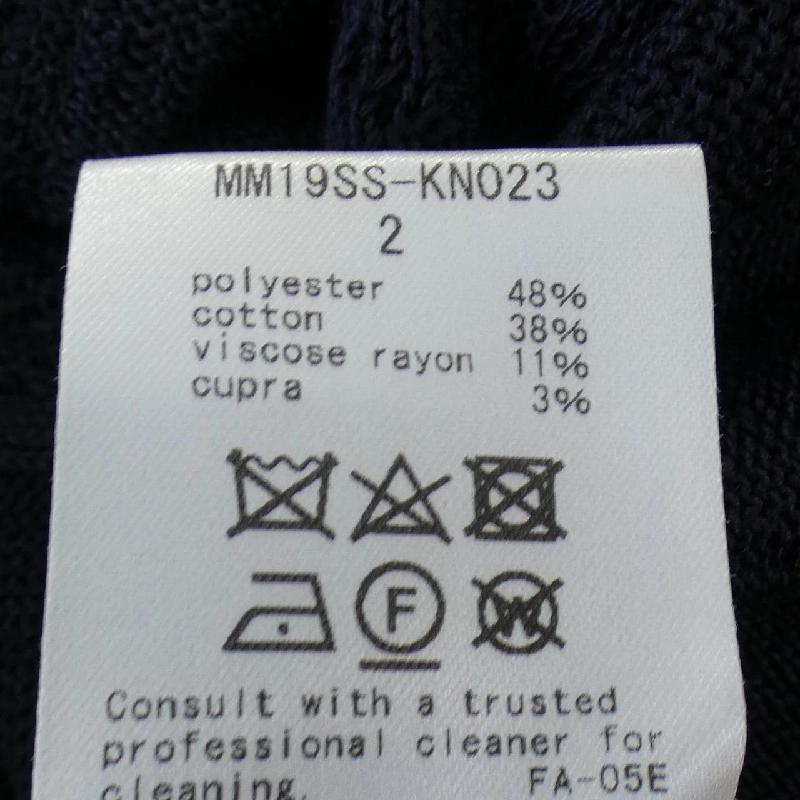 MM19SS-KN023
2
polyester 48%
cotton 38%
viscose rayon 11%
cupra 3%
F W
Consult with a trusted
professional cleaner for
cleaning. FA-05E